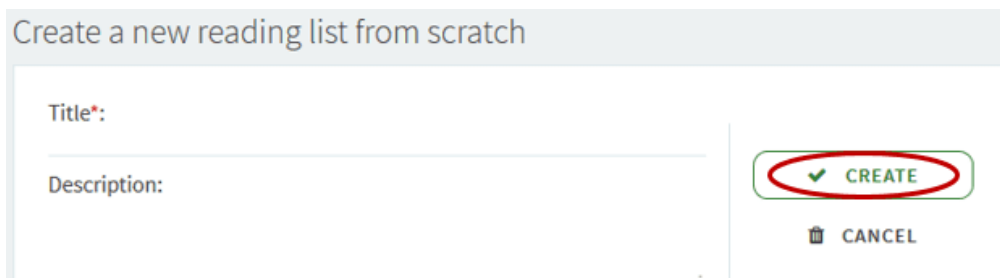 Create a new reading list from scratch
Title*:
Description:
CREATE
CANCEL